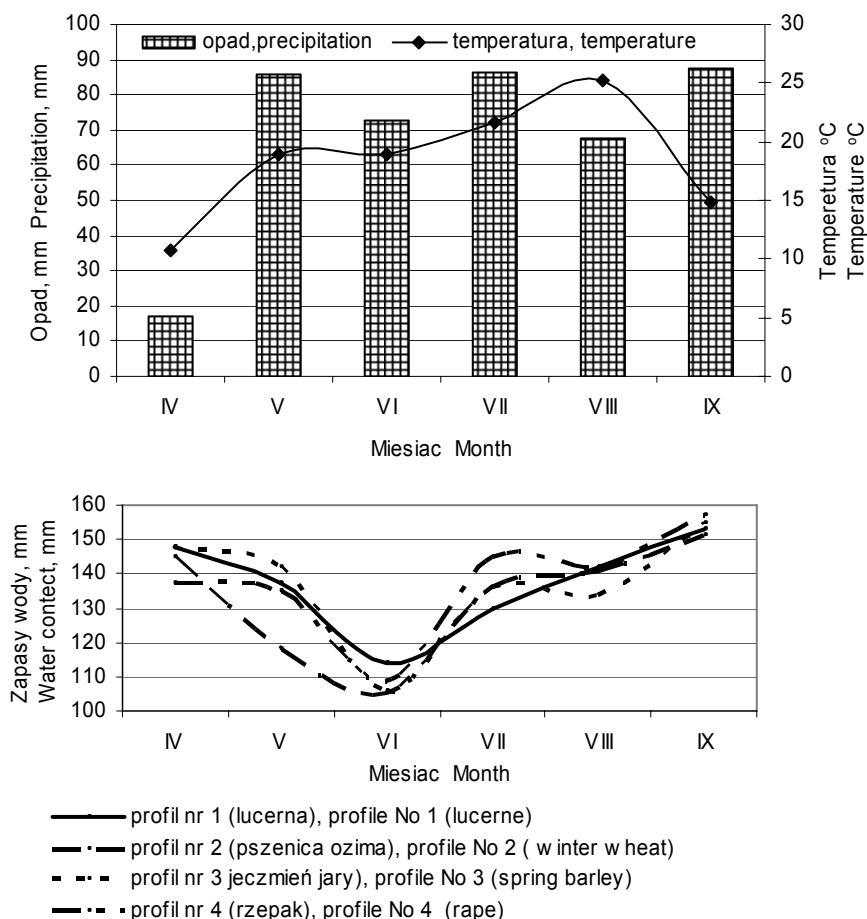 opad,precipitation
temperatura, temperature
100
90
80
70
60
50
40
30
20
10
0
Opad, mm Precipitation, mm
30
25
20
15
10
5
0
Temperetura ºC
Temperature ºC
IV V VI VII VIII IX
Miesiac Month
160
150
140
130
120
110
100
Zapasy wody, mm
Water contect, mm
IV V VI VII VIII IX
Miesiac Month
profil nr 1 (lucerna), profile No 1 (lucerne)
profil nr 2 (pszenica ozima), profile No 2 ( winter wheat)
profil nr 3 jeczmień jary), profile No 3 (spring barley)
profil nr 4 (rzepak), profile No 4 (rape)